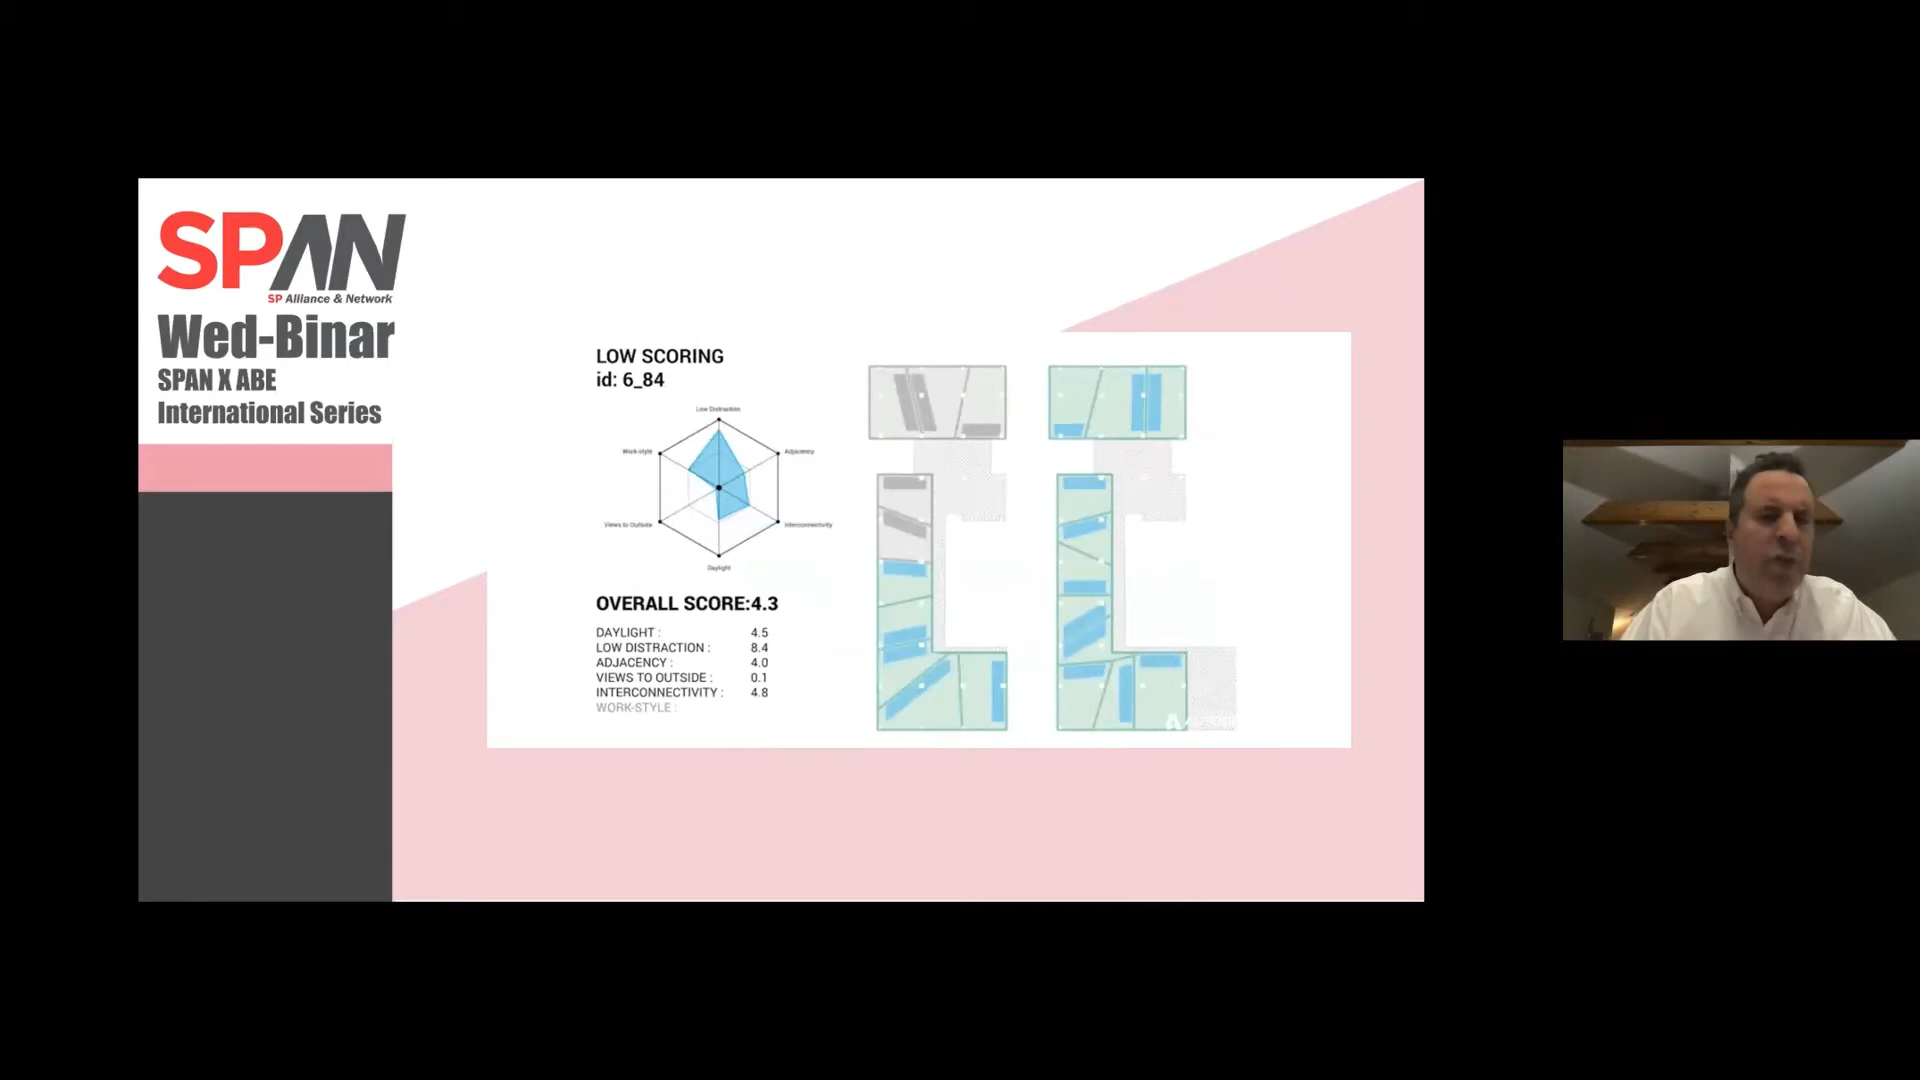 SPAN
SP Alliance & Network
Wed-Binar
SPAN X ABE
International Series
LOW SCORING
id: 6_84
Low Distraction
Work-style
Adjacency
Views to Outside
Interconnectivity
Daylight
OVERALL SCORE:4.3
DAYLIGHT : 4.5
LOW DISTRACTION : 8.4
ADJACENCY : 4.0
VIEWS TO OUTSIDE : 0.1
INTERCONNECTIVITY : 4.8
WORK-STYLE :